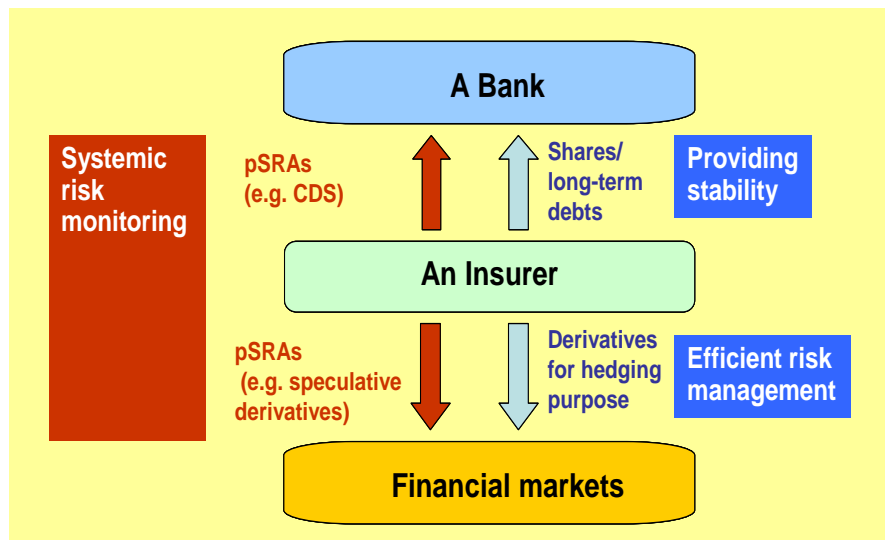 A Bank
Systemic
risk
monitoring
pSRAs
(e.g. CDS)
Shares/
long-term
debts
Providing
stability
An Insurer
pSRAs
(e.g. speculative
derivatives)
Derivatives
for hedging
purpose
Efficient risk
management
Financial markets